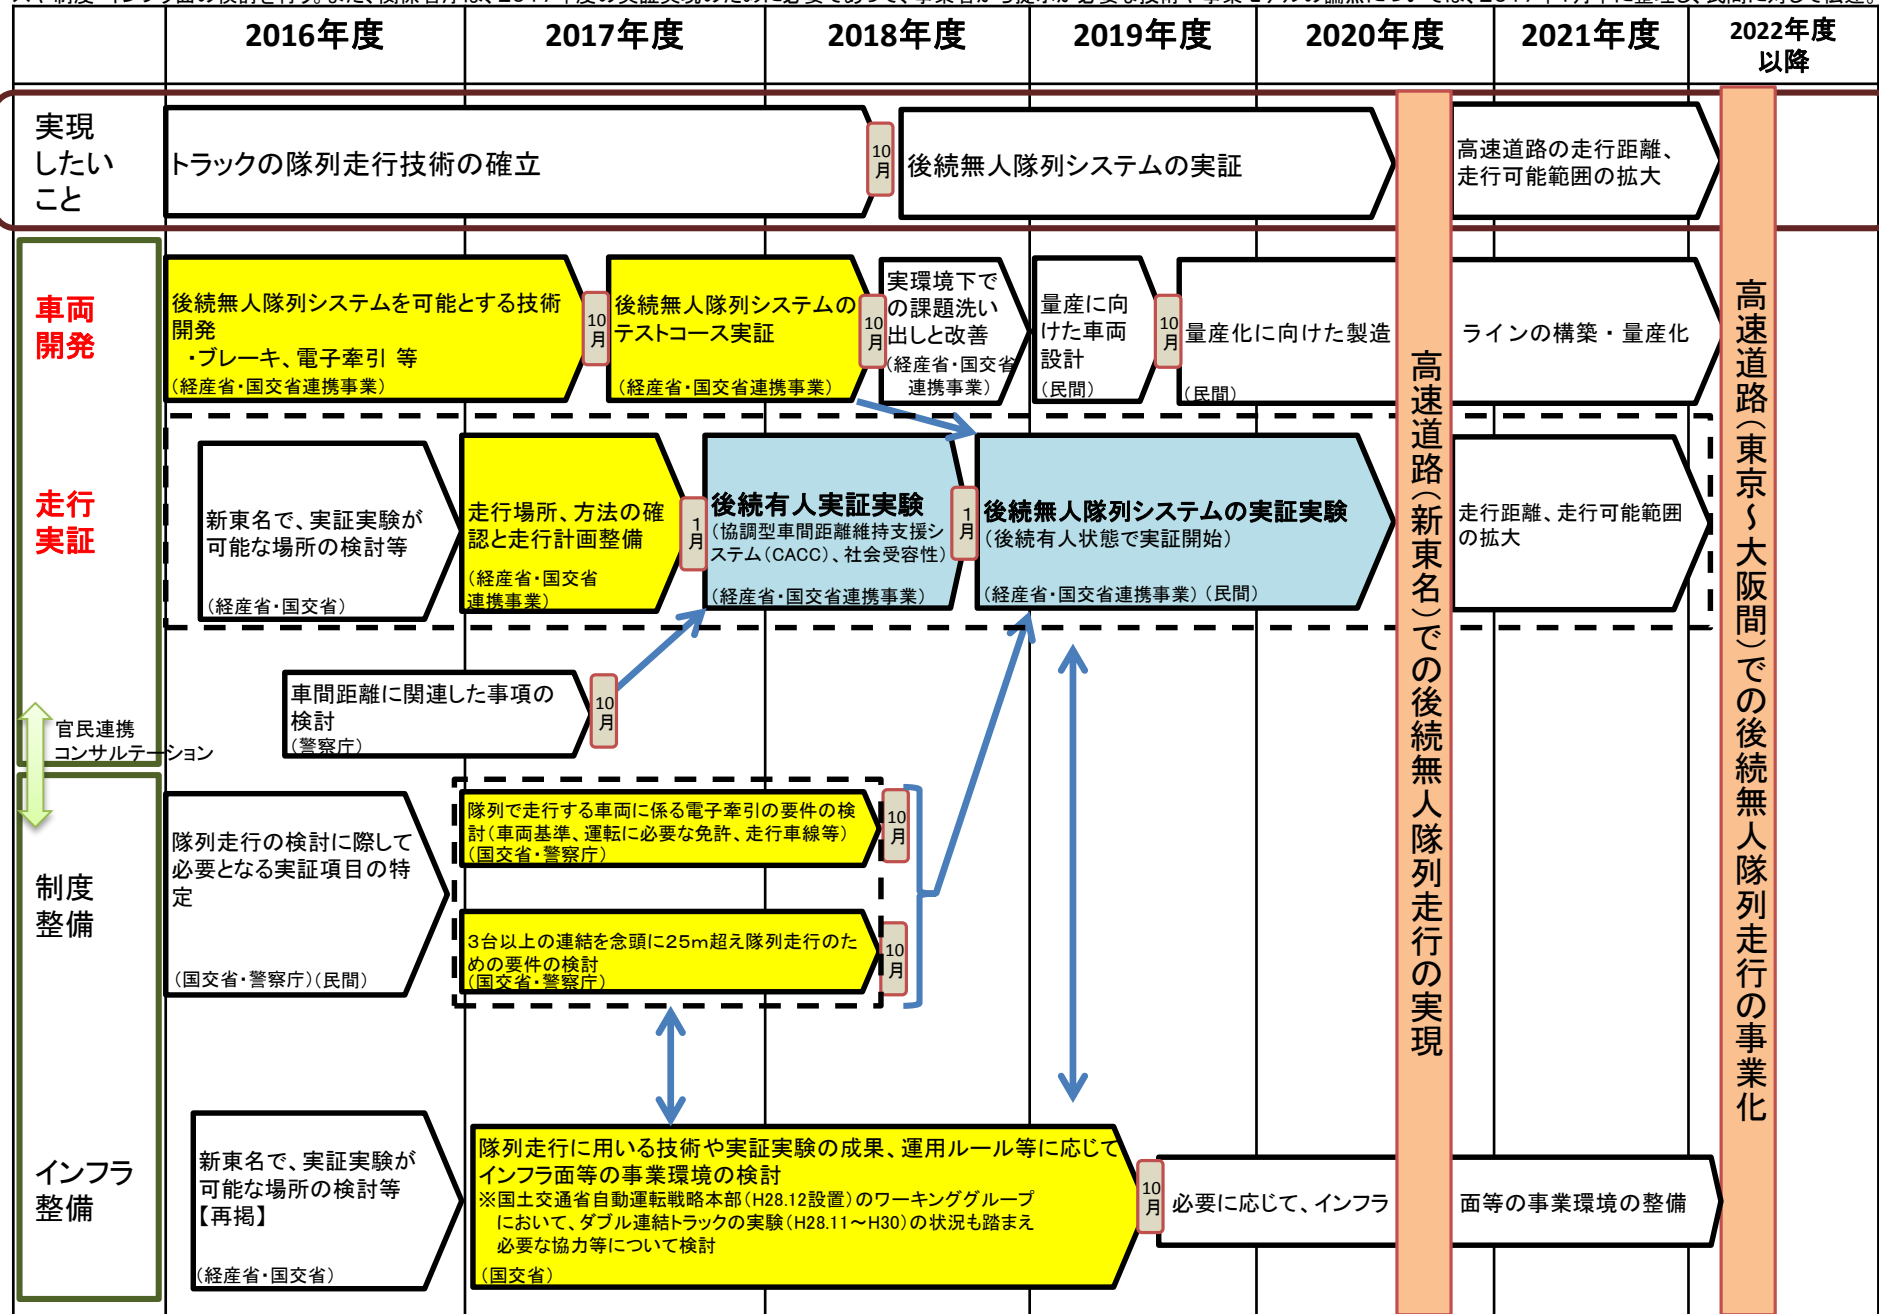 2016年度
2017年度
2018年度
2019年度
2020年度
2021年度
2022年度
以降
実現
したい
こと
トラックの隊列走行技術の確立
10
月
後続無人隊列システムの実証
高速道路の走行距離、
走行可能範囲の拡大
車両
開発
後続無人隊列システムを可能とする技術
開発
・ブレーキ、電子牽引 等
(経産省・国交省連携事業)
10
月
後続無人隊列システムの
テストコース実証
(経産省・国交省連携事業)
10
月
実環境下で
の課題洗い
出しと改善
(経産省・国交省
連携事業)
量産に向
けた車両
設計
(民間)
10
月
量産化に向けた製造
ラインの構築・量産化
(民間)
走行
実証
新東名で、実証実験が
可能な場所の検討等
(経産省・国交省)
走行場所、方法の確
認と走行計画整備
(経産省・国交省
連携事業)
1
月
後続有人実証実験
(協調型車間距離維持支援シ
ステム(CACC)、社会受容性)
(経産省・国交省連携事業)
1
月
後続無人隊列システムの実証実験
(後続有人状態で実証開始)
(経産省・国交省連携事業)(民間)
走行距離、走行可能範囲
の拡大
車間距離に関連した事項の
検討
(警察庁)
10
月
官民連携
コンサルテーション
制度
整備
隊列走行の検討に際して
必要となる実証項目の特
定
(国交省・警察庁)(民間)
隊列で走行する車両に係る電子牽引の要件の検
討(車両基準、運転に必要な免許、走行車線等)
(国交省・警察庁)
10
月
3台以上の連結を念頭に25m超え隊列走行のた
めの要件の検討
(国交省・警察庁)
10
月
インフラ
整備
新東名で、実証実験が
可能な場所の検討等
【再掲】
(経産省・国交省)
隊列走行に用いる技術や実証実験の成果、運用ルール等に応じて
インフラ面等の事業環境の検討
※国土交通省自動運転戦略本部(H28.12設置)のワーキンググループ
において、ダブル連結トラックの実験(H28.11～H30)の状況も踏まえ
必要な協力等について検討
(国交省)
10
月
必要に応じて、インフラ
面等の事業環境の整備
高速道路(新東名)での後続無人隊列走行の実現
高速道路(東京～大阪間)での後続無人隊列走行の事業化